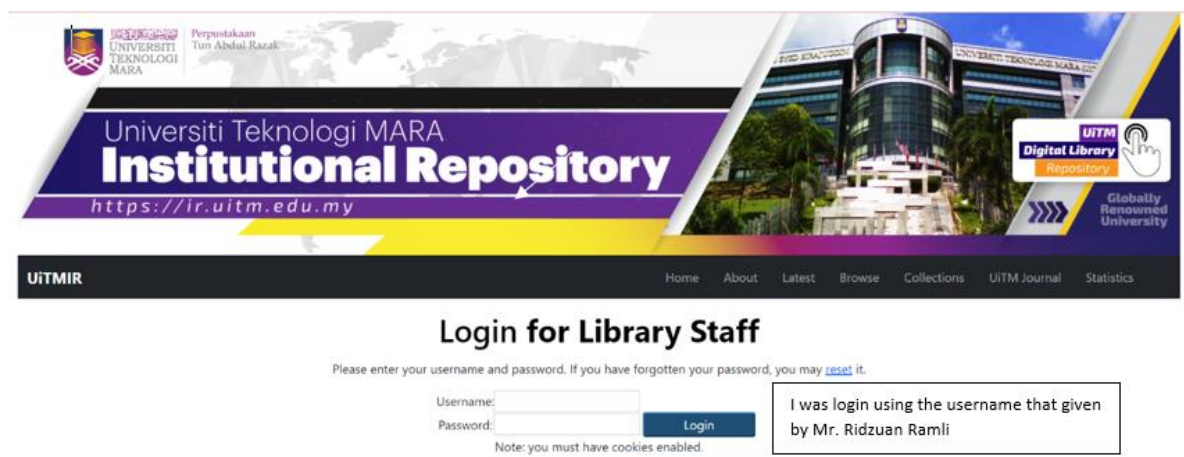 UNIVERSITI
TEKNOLOGI
MARA
Perpustakaan
Tun Abdul Razak
UNIVERSITI TEKNOLOGI MARA
Universiti Teknologi MARA
Institutional Repository
https://ir.uitm.edu.my
UiTM
Digital Library
Repository
Globally
Renowned
University
UiTMIR
Home About Latest Browse Collections UiTM Journal Statistics
Login for Library Staff
Please enter your username and password. If you have forgotten your password, you may reset it.
Username:
Password:
Login
Note: you must have cookies enabled.
I was login using the username that given
by Mr. Ridzuan Ramli